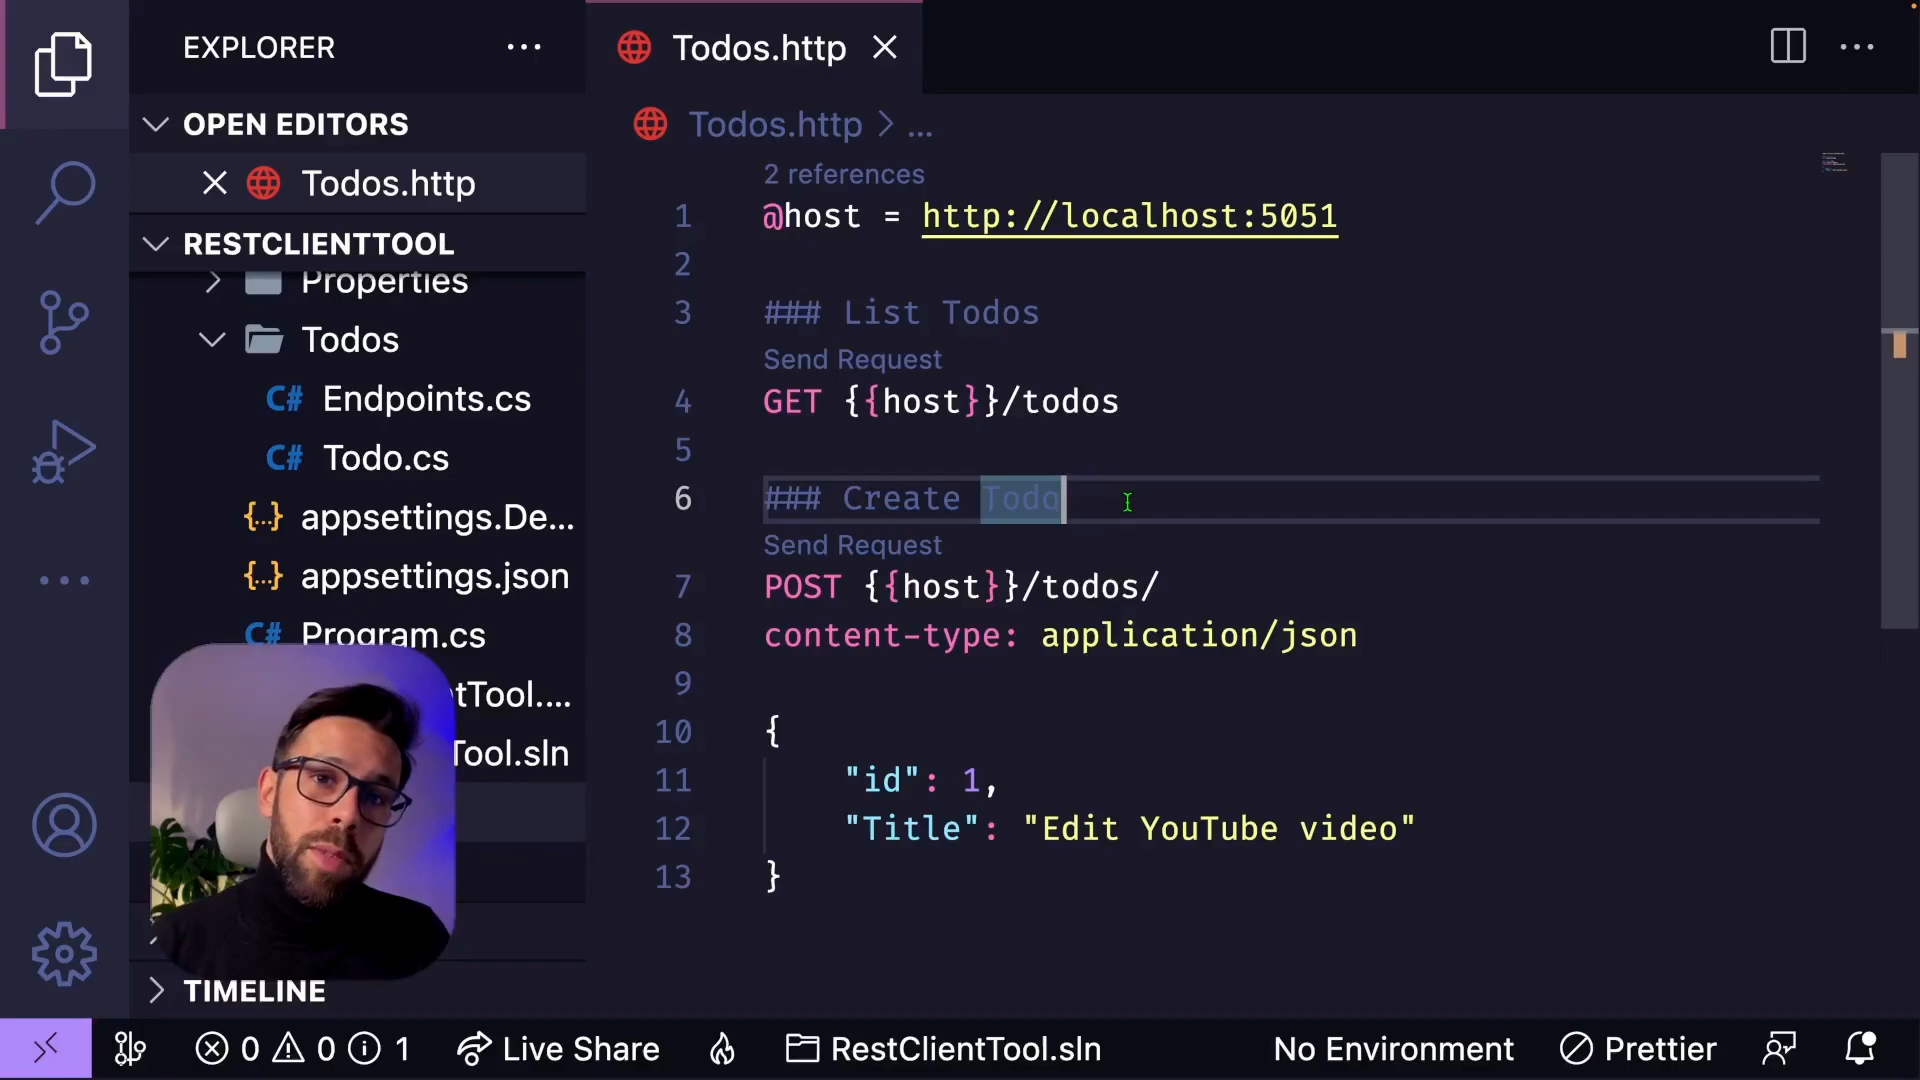 EXPLORER
OPEN EDITORS
Todos.http
RESTCLIENTTOOL
Properties
Todos
C# Endpoints.cs
C# Todo.cs
{..} appsettings.De...
{..} appsettings.json
C# Program.cs
tTool....
Tool.sln
TIMELINE
Todos.http
Todos.http > ...
2 references
1 @host = http://localhost:5051
2
3 ### List Todos
Send Request
4 GET {{host}}/todos
5
6 ### Create Todo
Send Request
7 POST {{host}}/todos/
8 content-type: application/json
9
10 {
11 "id": 1,
12 "Title": "Edit YouTube video"
13 }
0 0 1 Live Share RestClientTool.sln No Environment Prettier